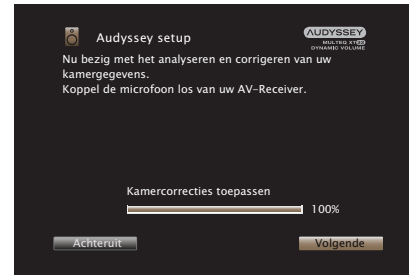 Audyssey setup
AUDYSSEY
MULTEQ XT32
DYNAMIC VOLUME
Nu bezig met het analyseren en corrigeren van uw
kamergegevens.
Koppel de microfoon los van uw AV-Receiver.
Kamercorrecties toepassen
100%
Achteruit
Volgende